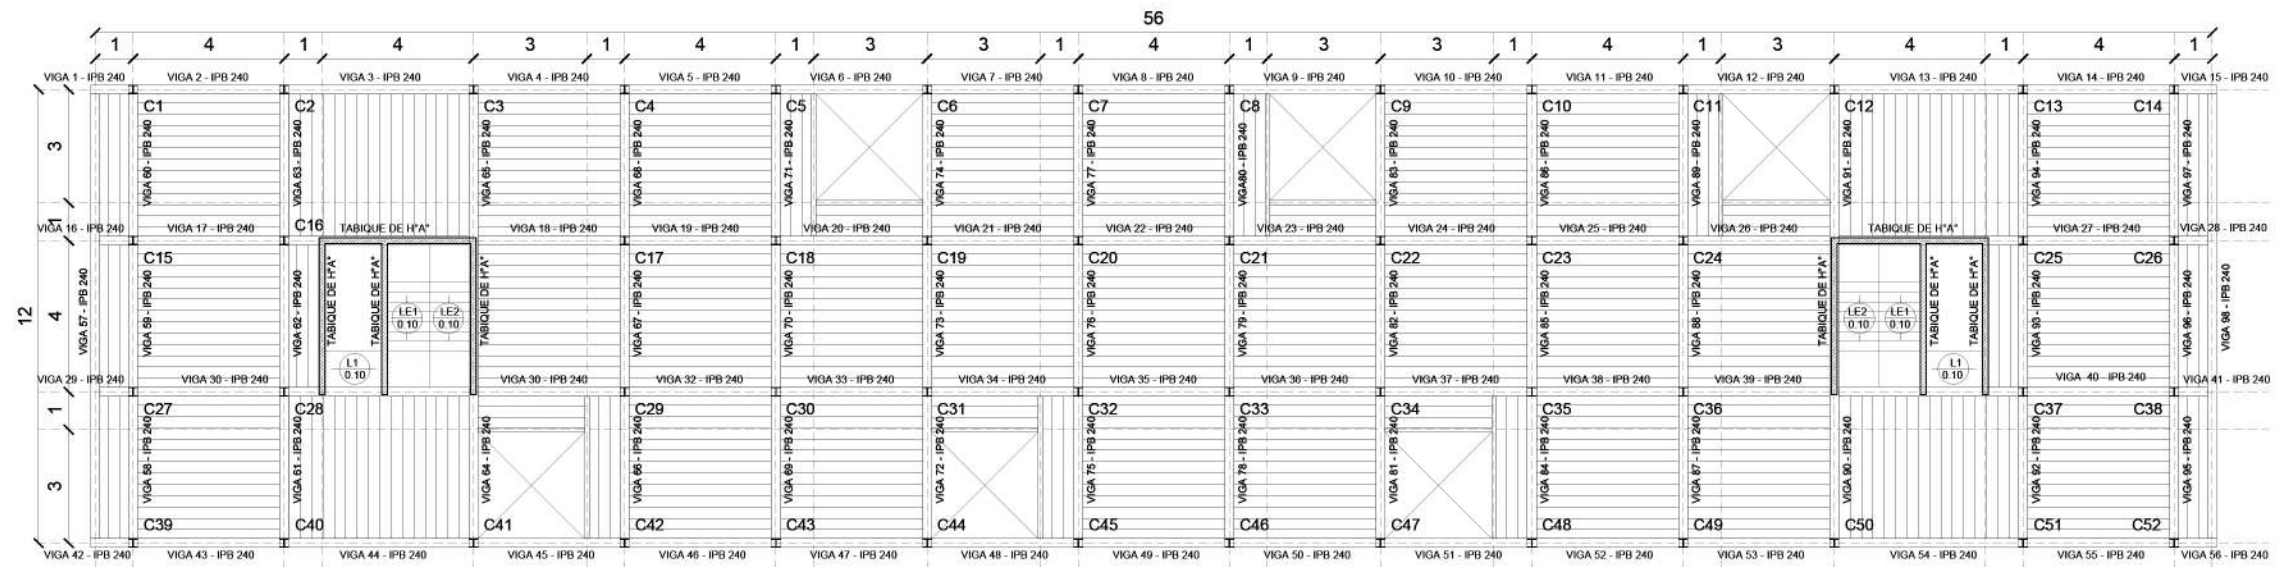 56
1 4 1 4 3 1 4 1 3 3 1 4 1 3 3 1 4 1 3 4 1 4 1
VIGA 1 - IPB 240 VIGA 2 - IPB 240 VIGA 3 - IPB 240 VIGA 4 - IPB 240 VIGA 5 - IPB 240 VIGA 6 - IPB 240 VIGA 7 - IPB 240 VIGA 8 - IPB 240 VIGA 9 - IPB 240 VIGA 10 - IPB 240 VIGA 11 - IPB 240 VIGA 12 - IPB 240 VIGA 13 - IPB 240 VIGA 14 - IPB 240 VIGA 15 - IPB 240
C1 C2 C3 C4 C5 C6 C7 C8 C9 C10 C11 C12 C13 C14
3
VIGA 60 - IPB 240 VIGA 63 - IPB 240 VIGA 65 - IPB 240 VIGA 68 - IPB 240 VIGA 71 - IPB 240 VIGA 74 - IPB 240 VIGA 77 - IPB 240 VIGA80 - IPB 240 VIGA 83 - IPB 240 VIGA 86 - IPB 240 VIGA 89 - IPB 240 VIGA 91 - IPB 240 VIGA 94 - IPB 240 VIGA 97 - IPB 240
1
VIGA 16 - IPB 240 VIGA 17 - IPB 240 C16 TABIQUE DE H°A° VIGA 18 - IPB 240 VIGA 19 - IPB 240 VIGA 20 - IPB 240 VIGA 21 - IPB 240 VIGA 22 - IPB 240 VIGA 23 - IPB 240 VIGA 24 - IPB 240 VIGA 25 - IPB 240 VIGA 26 - IPB 240 TABIQUE DE H°A° VIGA 27 - IPB 240 VIGA 28 - IPB 240
C15 C17 C18 C19 C20 C21 C22 C23 C24 C25 C26
12 4
VIGA 57 - IPB 240 VIGA 59 - IPB 240 VIGA 62 - IPB 240 TABIQUE DE H°A° TABIQUE DE H°A° TABIQUE DE H°A° VIGA 67 - IPB 240 VIGA 70 - IPB 240 VIGA 73 - IPB 240 VIGA 76 - IPB 240 VIGA 79 - IPB 240 VIGA 82 - IPB 240 VIGA 85 - IPB 240 VIGA 88 - IPB 240 TABIQUE DE H°A° TABIQUE DE H°A° TABIQUE DE H°A° VIGA 93 - IPB 240 VIGA 96 - IPB 240 VIGA 98 - IPB 240
LE1 LE2 LE2 LE1
0.10 0.10 0.10 0.10
L1 L1
0.10 0.10
VIGA 29 - IPB 240 VIGA 30 - IPB 240 VIGA 30 - IPB 240 VIGA 32 - IPB 240 VIGA 33 - IPB 240 VIGA 34 - IPB 240 VIGA 35 - IPB 240 VIGA 36 - IPB 240 VIGA 37 - IPB 240 VIGA 38 - IPB 240 VIGA 39 - IPB 240 VIGA 40 - IPB 240 VIGA 41 - IPB 240
1
C27 C28 C29 C30 C31 C32 C33 C34 C35 C36 C37 C38
3
VIGA 58 - IPB 240 VIGA 61 - IPB 240 VIGA 64 - IPB 240 VIGA 66 - IPB 240 VIGA 69 - IPB 240 VIGA 72 - IPB 240 VIGA 75 - IPB 240 VIGA 78 - IPB 240 VIGA 81 - IPB 240 VIGA 84 - IPB 240 VIGA 87 - IPB 240 VIGA 90 - IPB 240 VIGA 92 - IPB 240 VIGA 95 - IPB 240
C39 C40 C41 C42 C43 C44 C45 C46 C47 C48 C49 C50 C51 C52
VIGA 42 - IPB 240 VIGA 43 - IPB 240 VIGA 44 - IPB 240 VIGA 45 - IPB 240 VIGA 46 - IPB 240 VIGA 47 - IPB 240 VIGA 48 - IPB 240 VIGA 49 - IPB 240 VIGA 50 - IPB 240 VIGA 51 - IPB 240 VIGA 52 - IPB 240 VIGA 53 - IPB 240 VIGA 54 - IPB 240 VIGA 55 - IPB 240 VIGA 56 - IPB 240